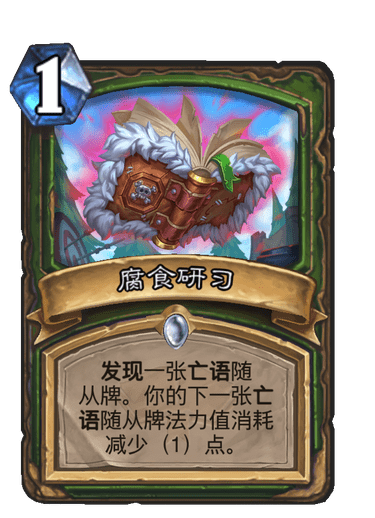 1
腐食研习
发现一张亡语随
从牌。你的下一张亡
语随从牌法力值消耗
减少（1）点。